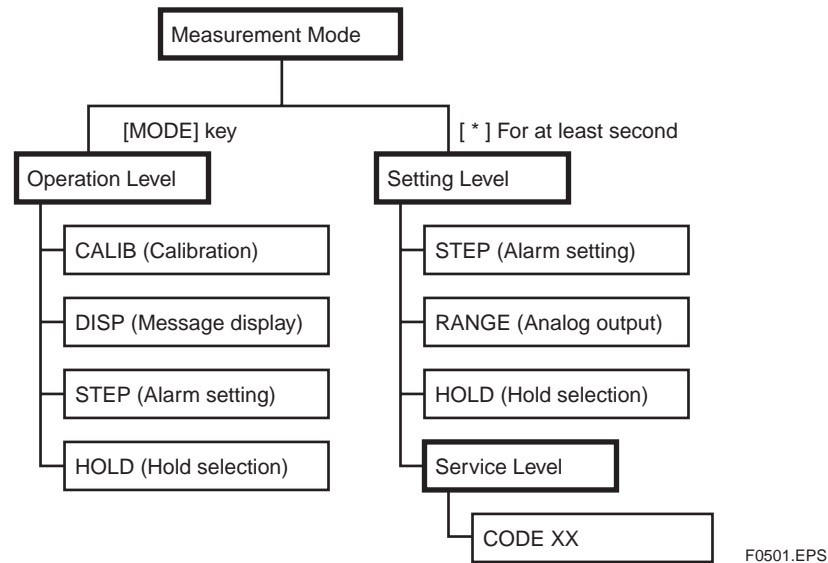 Measurement Mode
[MODE] key
[ * ] For at least second
Operation Level
Setting Level
CALIB (Calibration)
STEP (Alarm setting)
DISP (Message display)
RANGE (Analog output)
STEP (Alarm setting)
HOLD (Hold selection)
HOLD (Hold selection)
Service Level
CODE XX
F0501.EPS